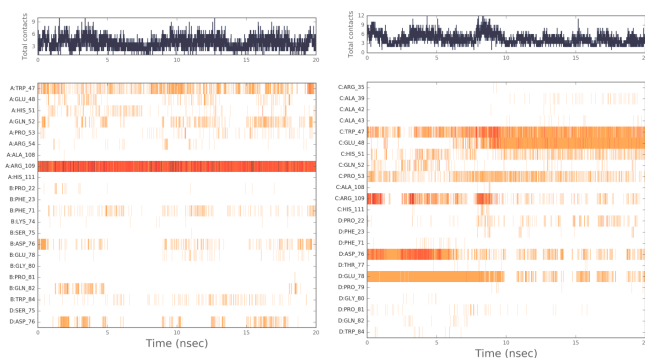 Total contacts
9
6
3
0 5 10 15 20
A:TRP_47
A:GLU_48
A:HIS_51
A:GLN_52
A:PRO_53
A:ARG_54
A:ALA_108
A:ARG_109
A:HIS_111
B:PRO_22
B:PHE_23
B:PHE_71
B:LYS_74
B:SER_75
B:ASP_76
B:GLU_78
B:GLY_80
B:PRO_81
B:GLN_82
B:TRP_84
D:SER_75
D:ASP_76
0 5 10 15 20
Time (nsec)
Total contacts
12
9
6
3
0 5 10 15 20
C:ARG_35
C:ALA_39
C:ALA_42
C:ALA_43
C:TRP_47
C:GLU_48
C:HIS_51
C:GLN_52
C:PRO_53
C:ALA_108
C:ARG_109
C:HIS_111
D:PRO_22
D:PHE_23
D:PHE_71
D:ASP_76
D:THR_77
D:GLU_78
D:PRO_79
D:GLY_80
D:PRO_81
D:GLN_82
D:TRP_84
0 5 10 15 20
Time (nsec)